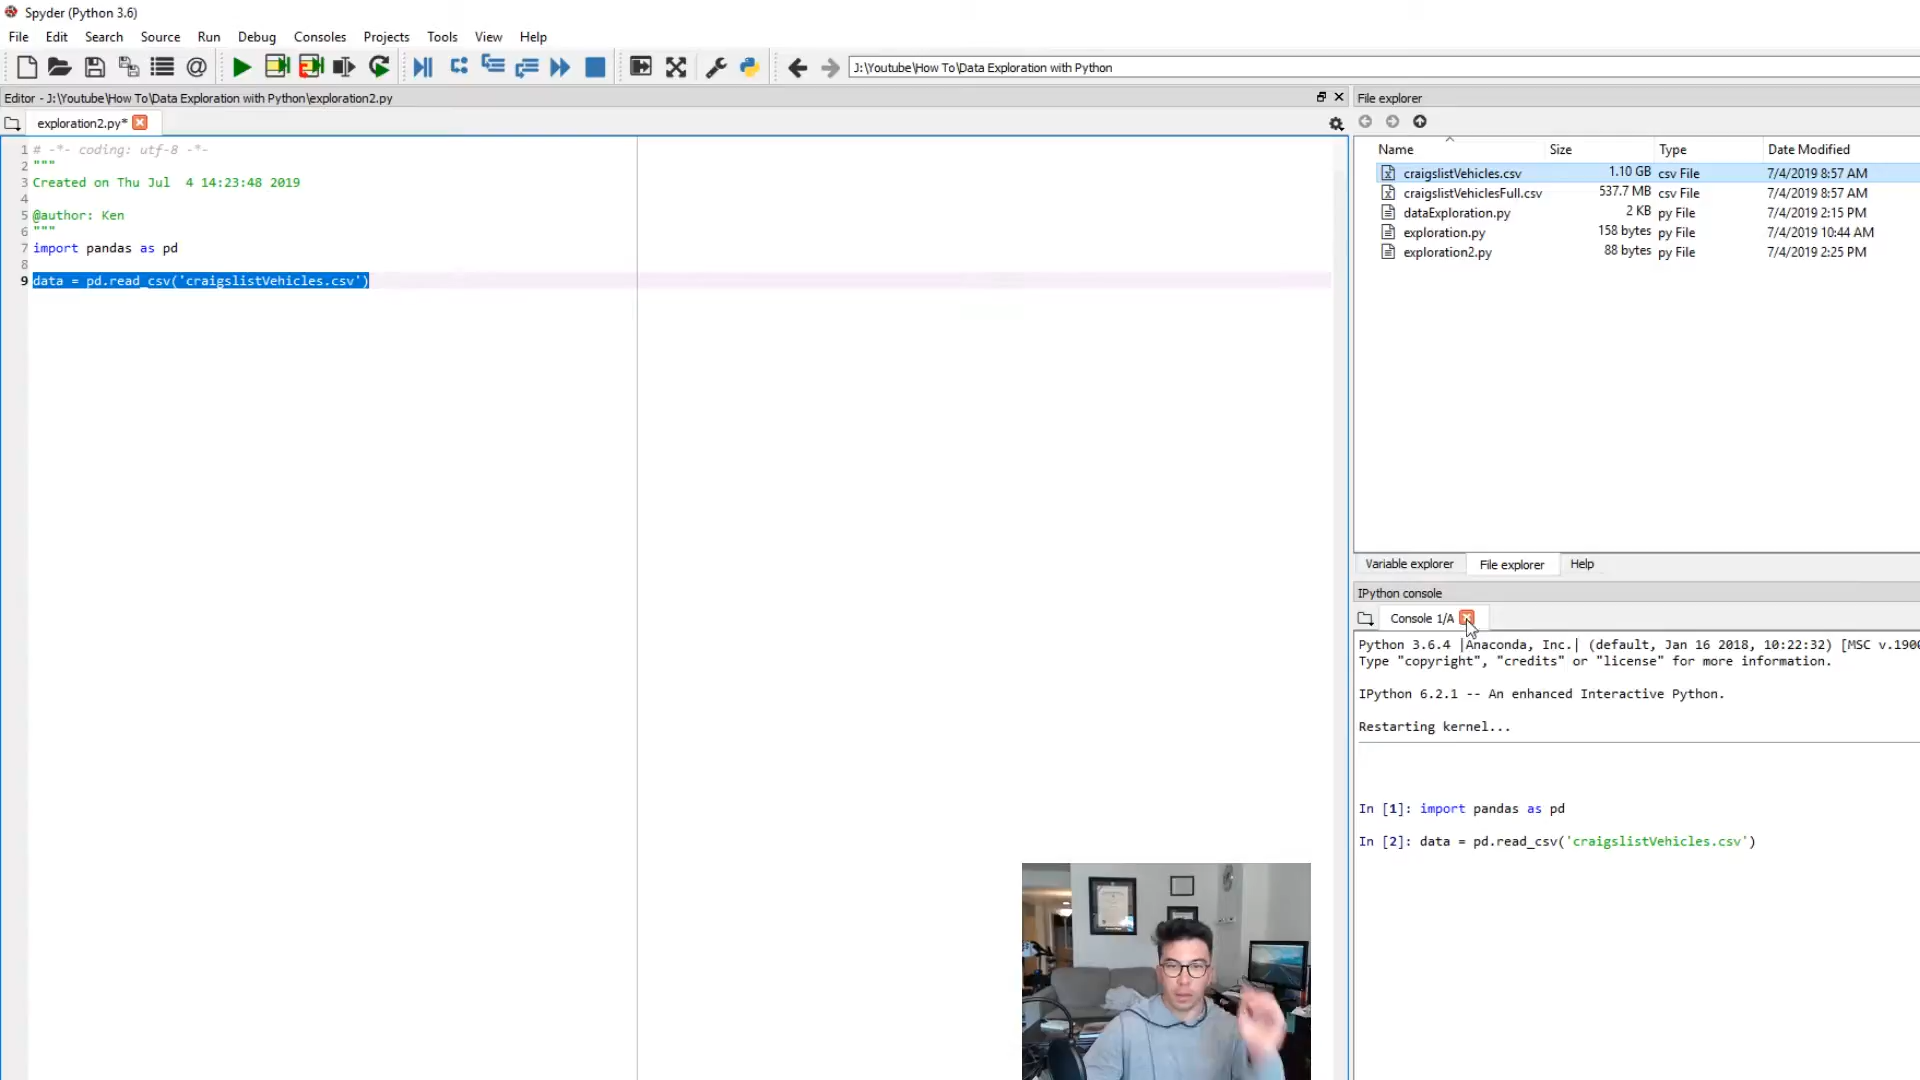 Spyder (Python 3.6)
File Edit Search Source Run Debug Consoles Projects Tools View Help
J:\Youtube\How To\Data Exploration with Python
Editor - J:\Youtube\How To\Data Exploration with Python\exploration2.py
exploration2.py*
1 # -*- coding: utf-8 -*-
2 """
3 Created on Thu Jul  4 14:23:48 2019
4
5 @author: Ken
6 """
7 import pandas as pd
8
9 data = pd.read_csv('craigslistVehicles.csv')
File explorer
Name Size Type Date Modified
craigslistVehicles.csv 1.10 GB csv File 7/4/2019 8:57 AM
craigslistVehiclesFull.csv 537.7 MB csv File 7/4/2019 8:57 AM
dataExploration.py 2 KB py File 7/4/2019 2:15 PM
exploration.py 158 bytes py File 7/4/2019 10:44 AM
exploration2.py 88 bytes py File 7/4/2019 2:25 PM
Variable explorer File explorer Help
IPython console
Console 1/A
Python 3.6.4 |Anaconda, Inc.| (default, Jan 16 2018, 10:22:32) [MSC v.1900
Type "copyright", "credits" or "license" for more information.
IPython 6.2.1 -- An enhanced Interactive Python.
Restarting kernel...
In [1]: import pandas as pd
In [2]: data = pd.read_csv('craigslistVehicles.csv')